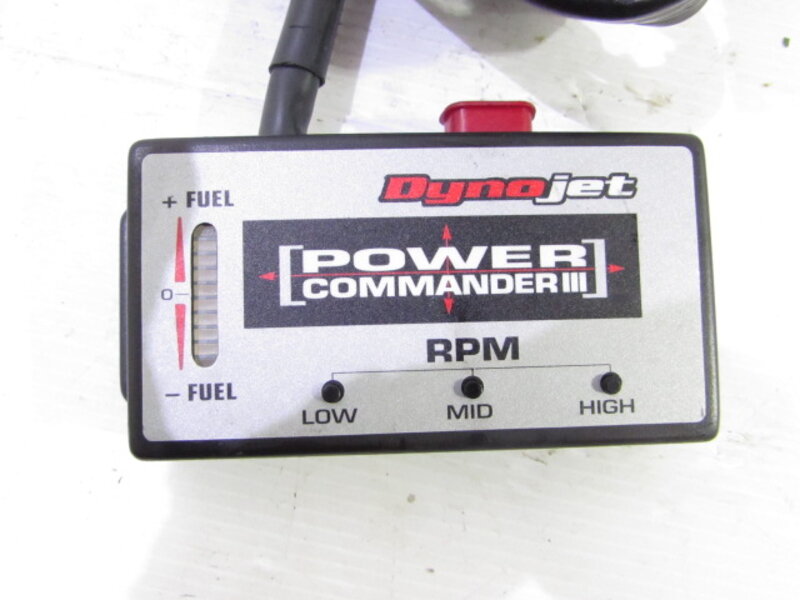 Dynojet
+ FUEL
[POWER
COMMANDER III]
0
RPM
− FUEL
LOW MID HIGH